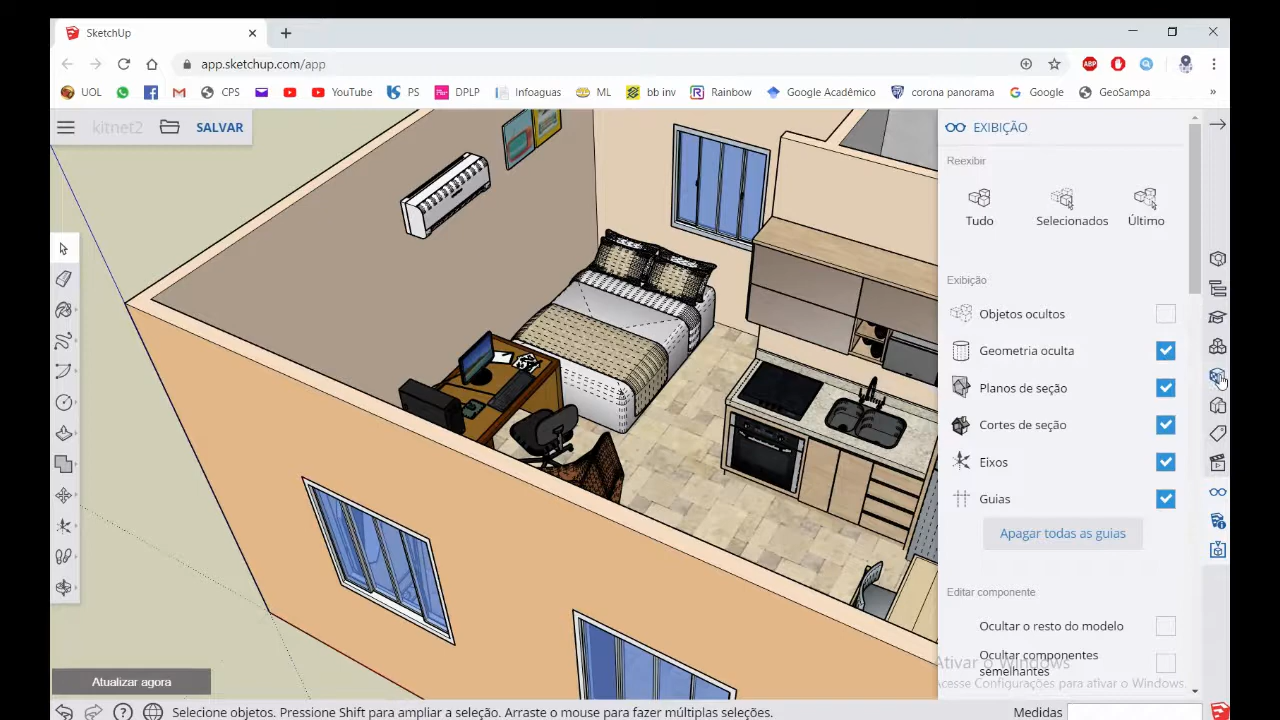 SketchUp
app.sketchup.com/app
ABP
UOL
CPS
YouTube
PS
DPLP
Infoaguas
ML
bb inv
Rainbow
Google Acadêmico
corona panorama
Google
GeoSampa
»
kitnet2
SALVAR
EXIBIÇÃO
Reexibir
Tudo
Selecionados
Último
Exibição
Objetos ocultos
Geometria oculta
Planos de seção
Cortes de seção
Eixos
Guias
Apagar todas as guias
Editar componente
Ocultar o resto do modelo
Ocultar componentes
semelhantes
Ativar o Windows
Acesse Configurações para ativar o Windows.
Atualizar agora
Selecione objetos. Pressione Shift para ampliar a seleção. Arraste o mouse para fazer múltiplas seleções.
Medidas